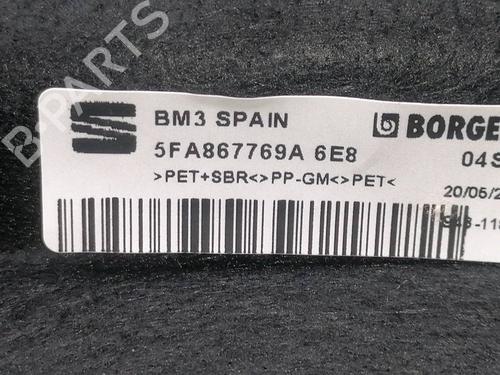 BM3 SPAIN
BORGE
5FA867769A 6E8
04S
>PET+SBR<>PP-GM<>PET<
20/05/2
B-PARTS